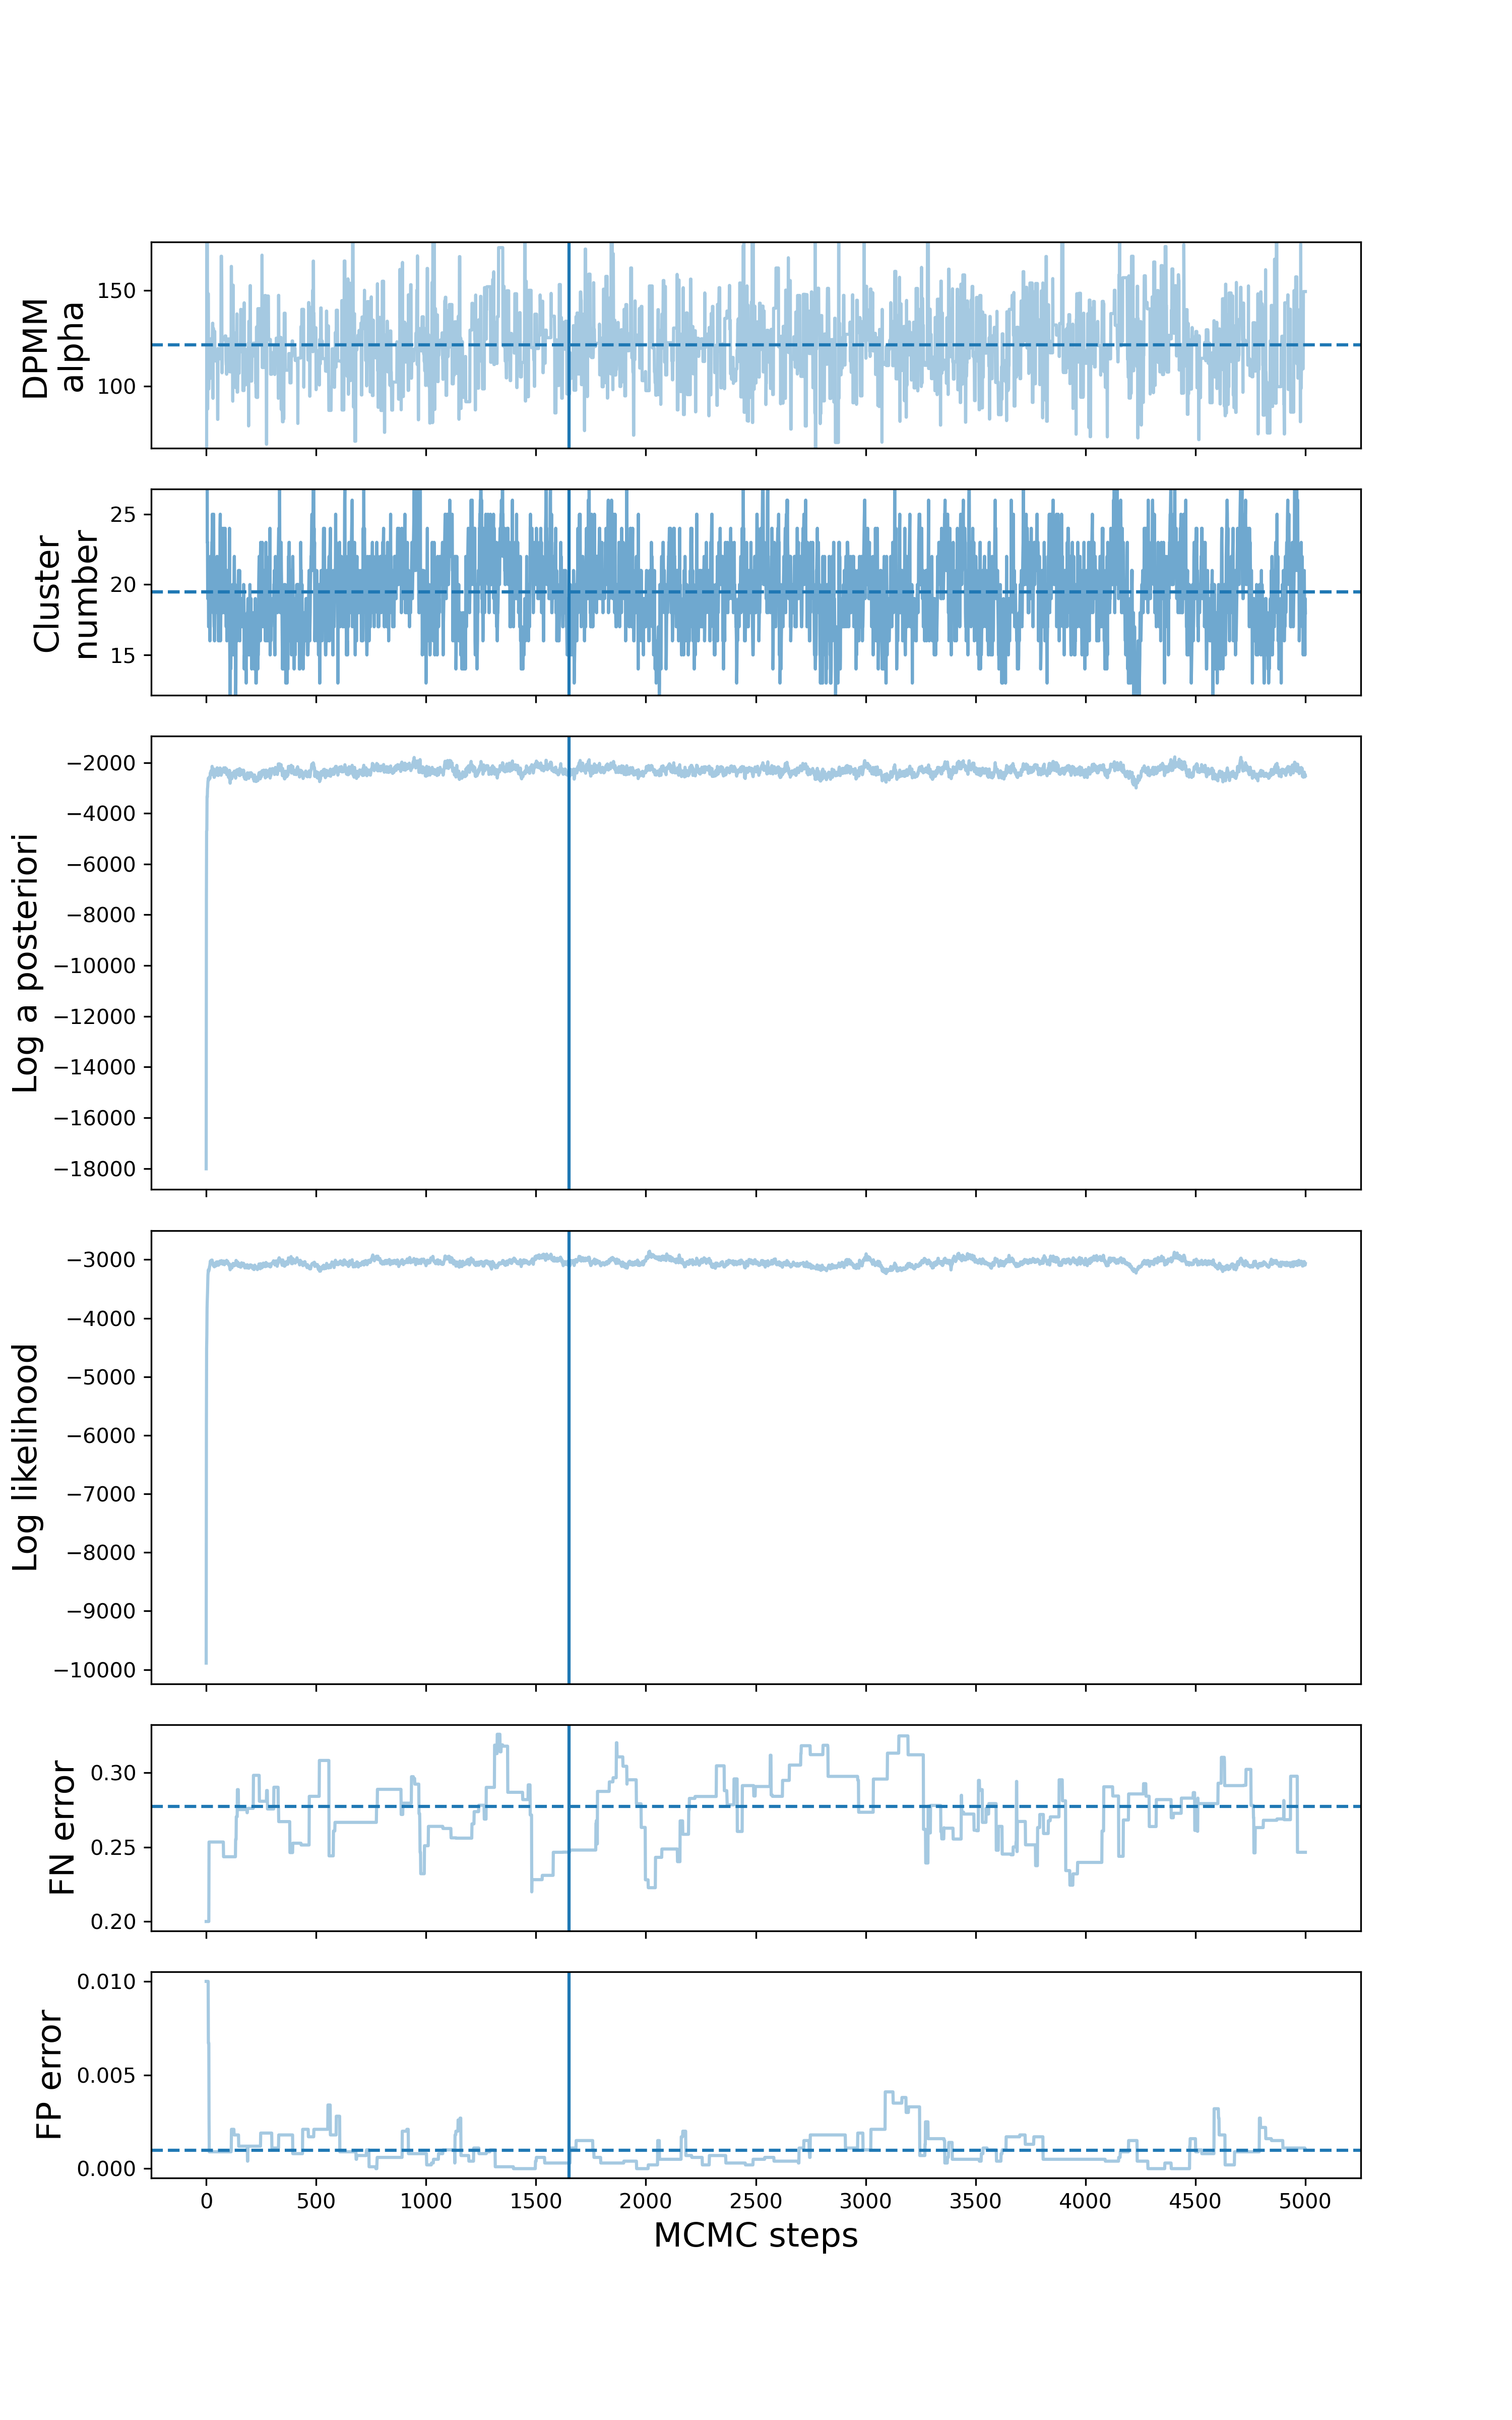 DPMM
alpha
150
100
Cluster
number
25
20
15
Log a posteriori
−2000
−4000
−6000
−8000
−10000
−12000
−14000
−16000
−18000
Log likelihood
−3000
−4000
−5000
−6000
−7000
−8000
−9000
−10000
FN error
0.30
0.25
0.20
FP error
0.010
0.005
0.000
0 500 1000 1500 2000 2500 3000 3500 4000 4500 5000
MCMC steps